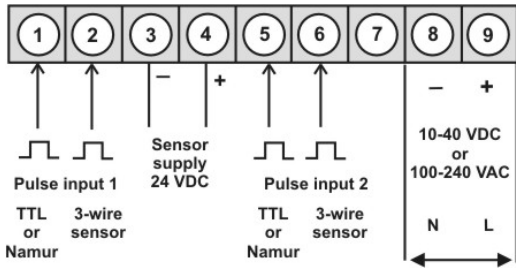 1 2 3 4 5 6 7 8 9
– + – +
Sensor supply 24 VDC
10-40 VDC or 100-240 VAC
Pulse input 1
Pulse input 2
TTL or Namur
3-wire sensor
TTL or Namur
3-wire sensor
N L